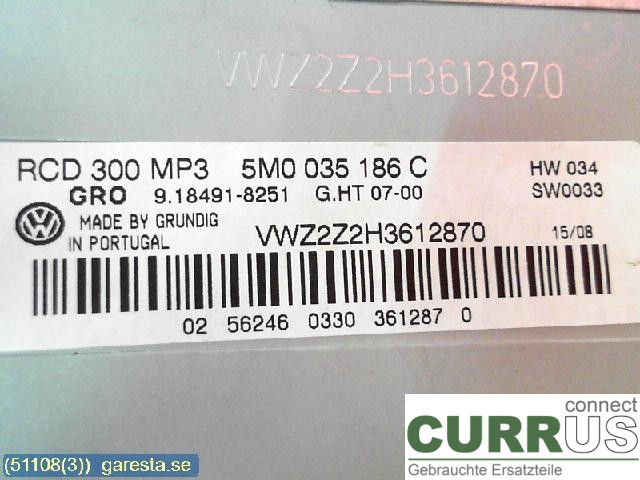 VWZ2Z2H3612870
RCD 300 MP3 5M0 035 186 C HW 034
GRO 9.18491-8251 G.HT 07-00 SW0033
MADE BY GRUNDIG
IN PORTUGAL VWZ2Z2H3612870 15/08
02 56246 0330 361287 0
connect
CURRUS
Gebrauchte Ersatzteile
(51108(3)) garesta.se